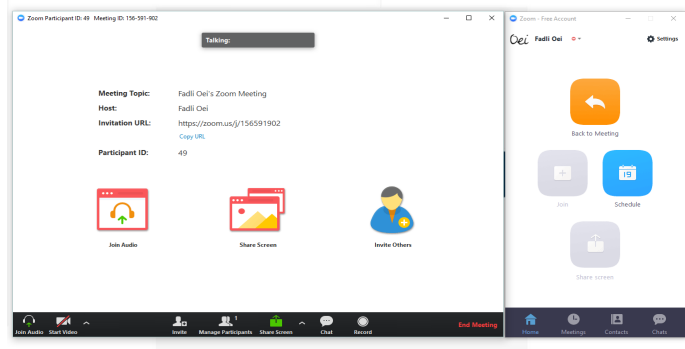 Zoom Participant ID: 49 Meeting ID: 156-591-902
Talking:
Meeting Topic: Fadli Oei's Zoom Meeting
Host: Fadli Oei
Invitation URL: https://zoom.us/j/156591902
Copy URL
Participant ID: 49
Join Audio Share Screen Invite Others
Join Audio Start Video Invite Manage Participants 1 Share Screen Chat Record End Meeting
Zoom - Free Account
Oei Fadli Oei Settings
Back to Meeting
19
Join Schedule
Share screen
Home Meetings Contacts Chats